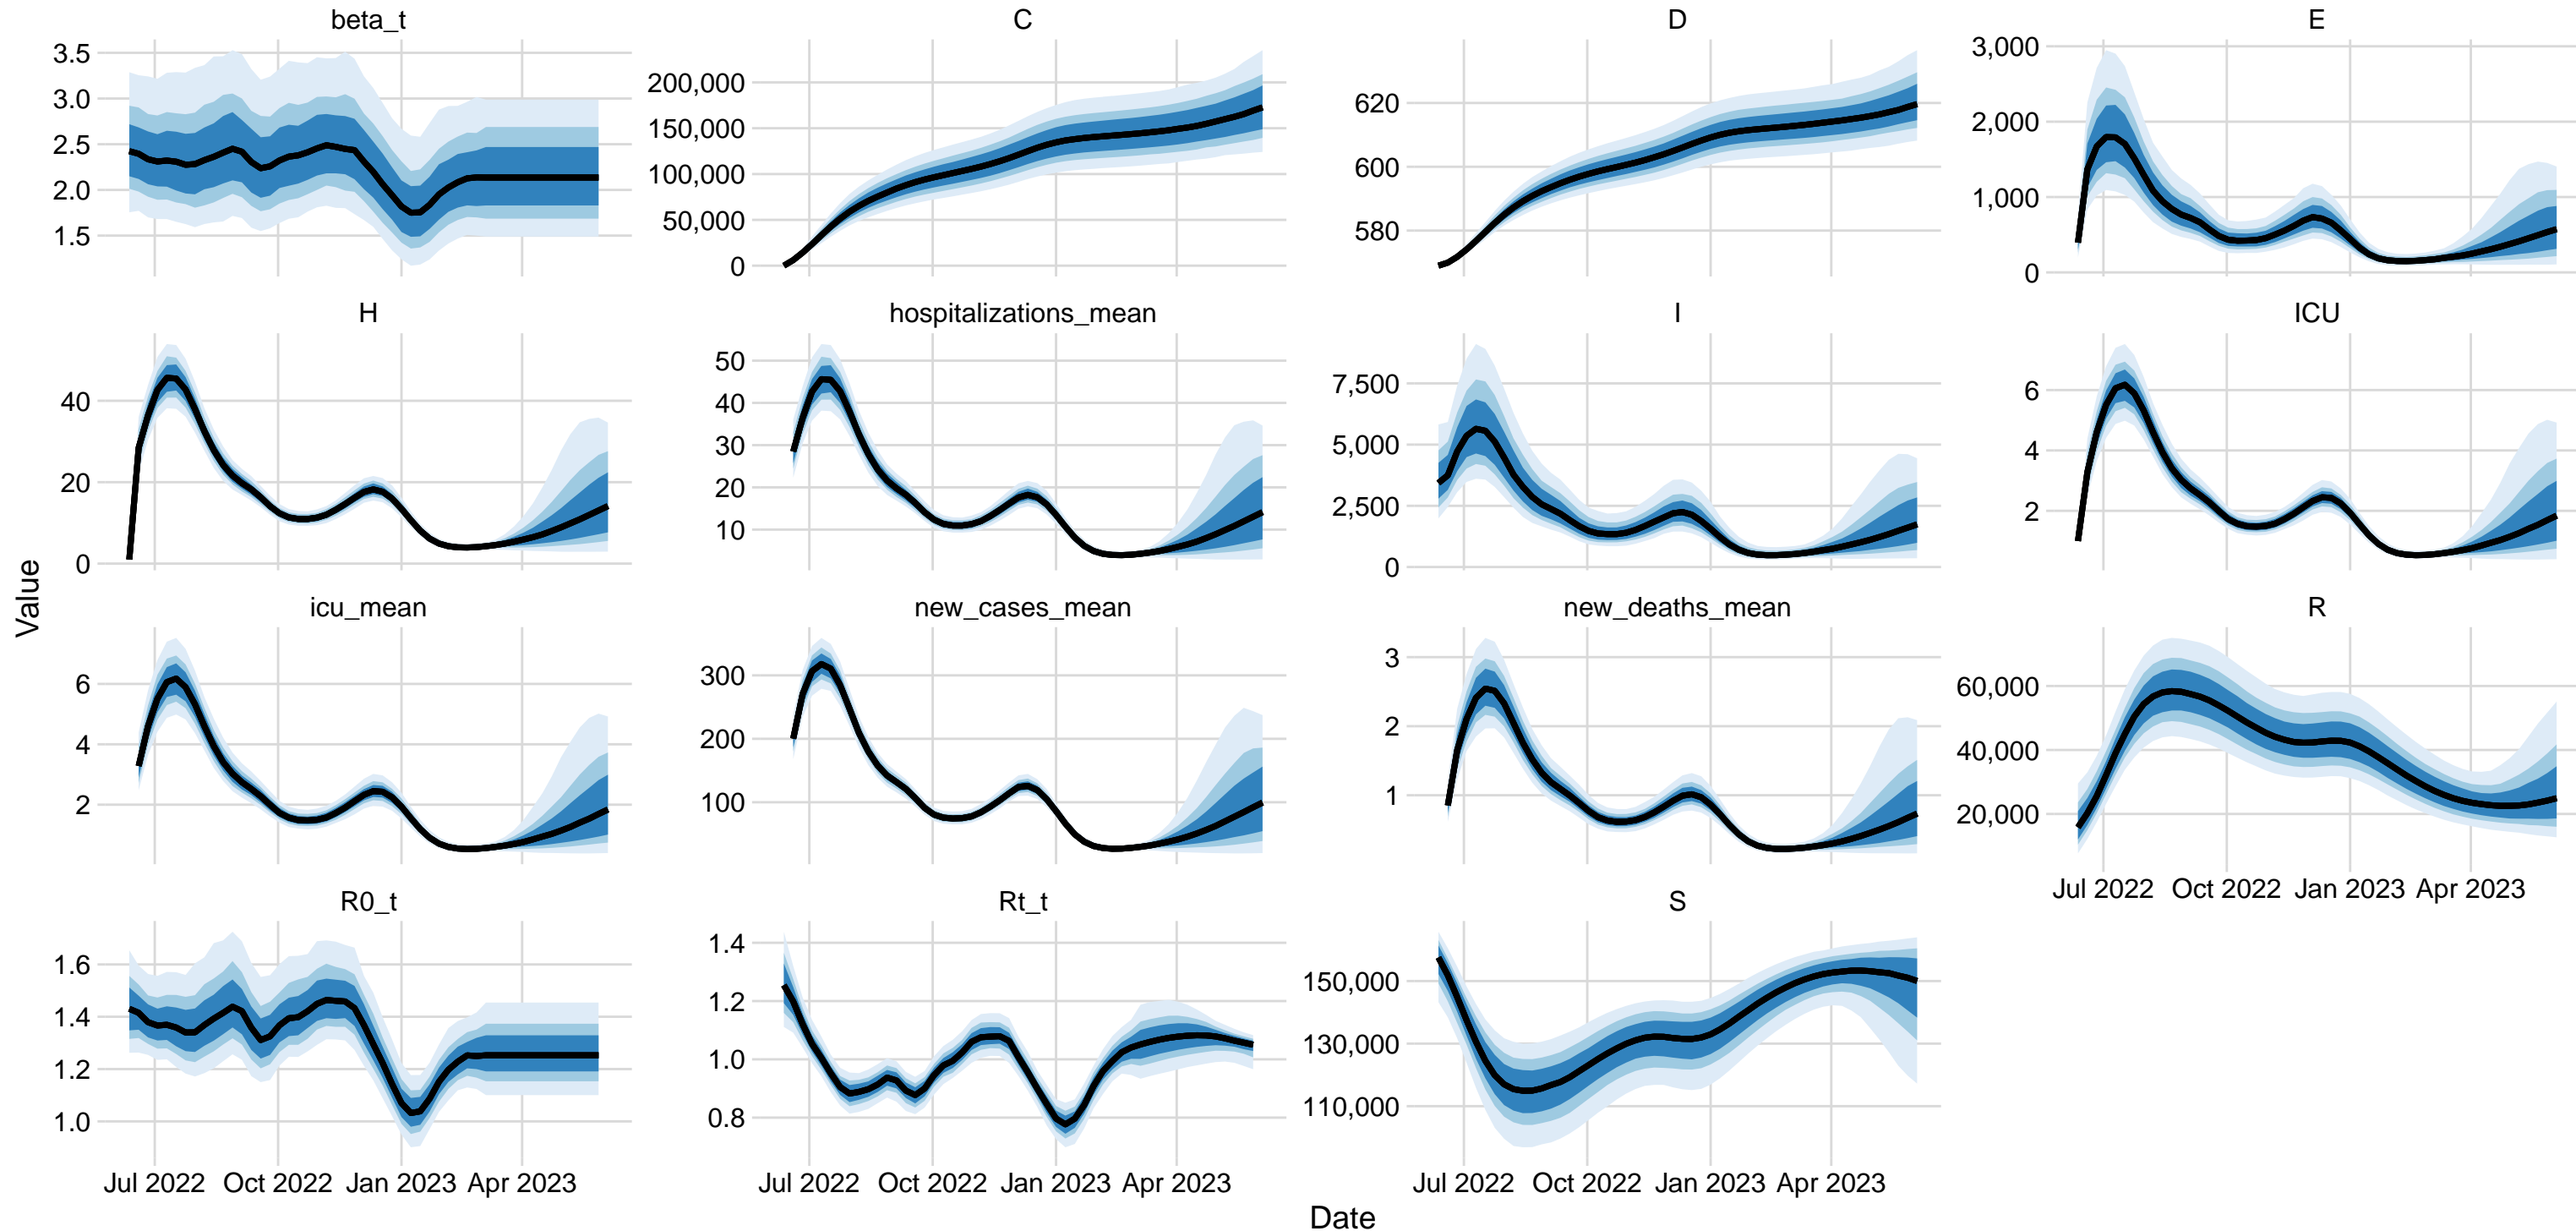 beta_t
3.5
3.0
2.5
2.0
1.5
C
200,000
150,000
100,000
50,000
0
D
620
600
580
E
3,000
2,000
1,000
0
H
40
20
0
hospitalizations_mean
50
40
30
20
10
I
7,500
5,000
2,500
0
ICU
6
4
2
Value
icu_mean
6
4
2
new_cases_mean
300
200
100
new_deaths_mean
3
2
1
R
60,000
40,000
20,000
Jul 2022 Oct 2022 Jan 2023 Apr 2023
R0_t
1.6
1.4
1.2
1.0
Jul 2022 Oct 2022 Jan 2023 Apr 2023
Rt_t
1.4
1.2
1.0
0.8
Jul 2022 Oct 2022 Jan 2023 Apr 2023
S
150,000
130,000
110,000
Jul 2022 Oct 2022 Jan 2023 Apr 2023
Date